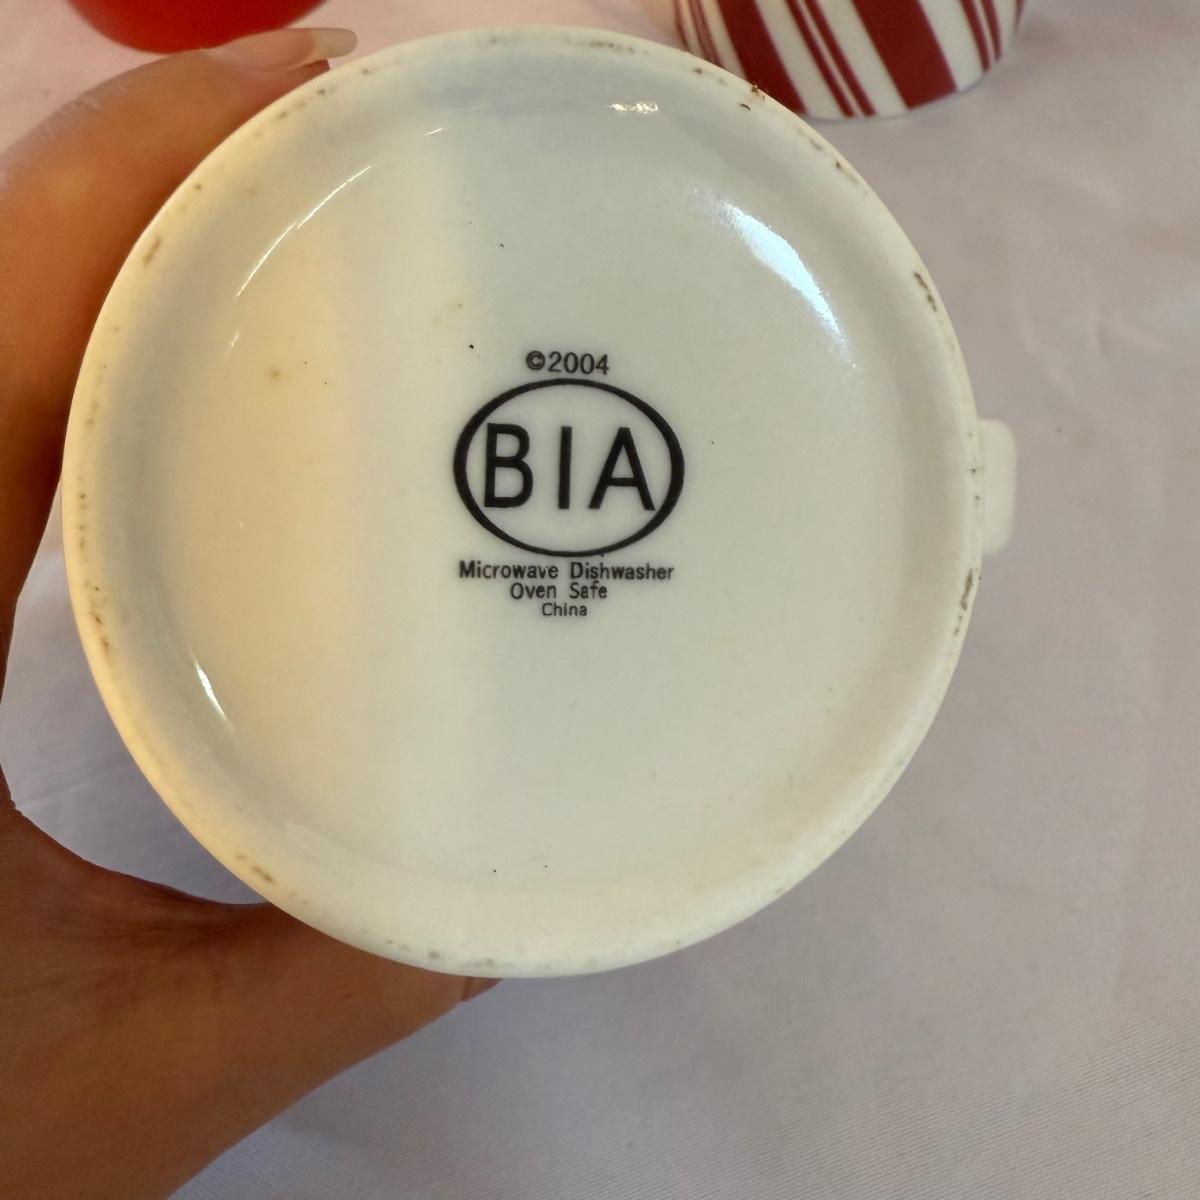 ©2004
BIA
Microwave Dishwasher
Oven Safe
China